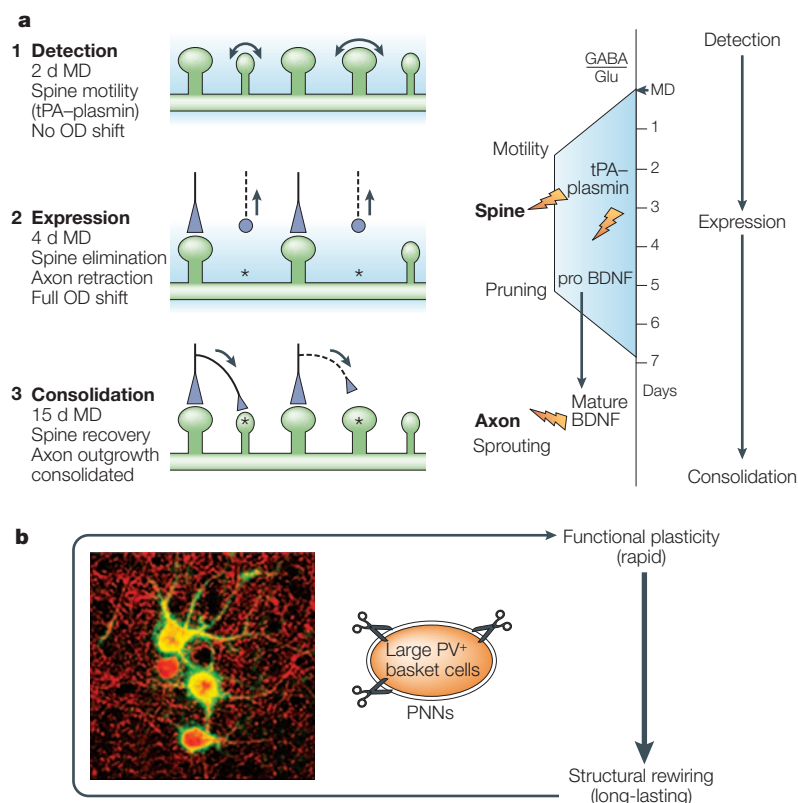 a
1 Detection
2 d MD
Spine motility
(tPA–plasmin)
No OD shift
2 Expression
4 d MD
Spine elimination
Axon retraction
Full OD shift
* *
3 Consolidation
15 d MD
Spine recovery
Axon outgrowth
consolidated
* *
GABA
Glu
MD
1
2
3
4
5
6
7
Days
Motility
tPA–
plasmin
Spine
pro BDNF
Pruning
Mature
BDNF
Axon
Sprouting
Detection
Expression
Consolidation
b
Large PV+
basket cells
PNNs
Functional plasticity
(rapid)
Structural rewiring
(long-lasting)